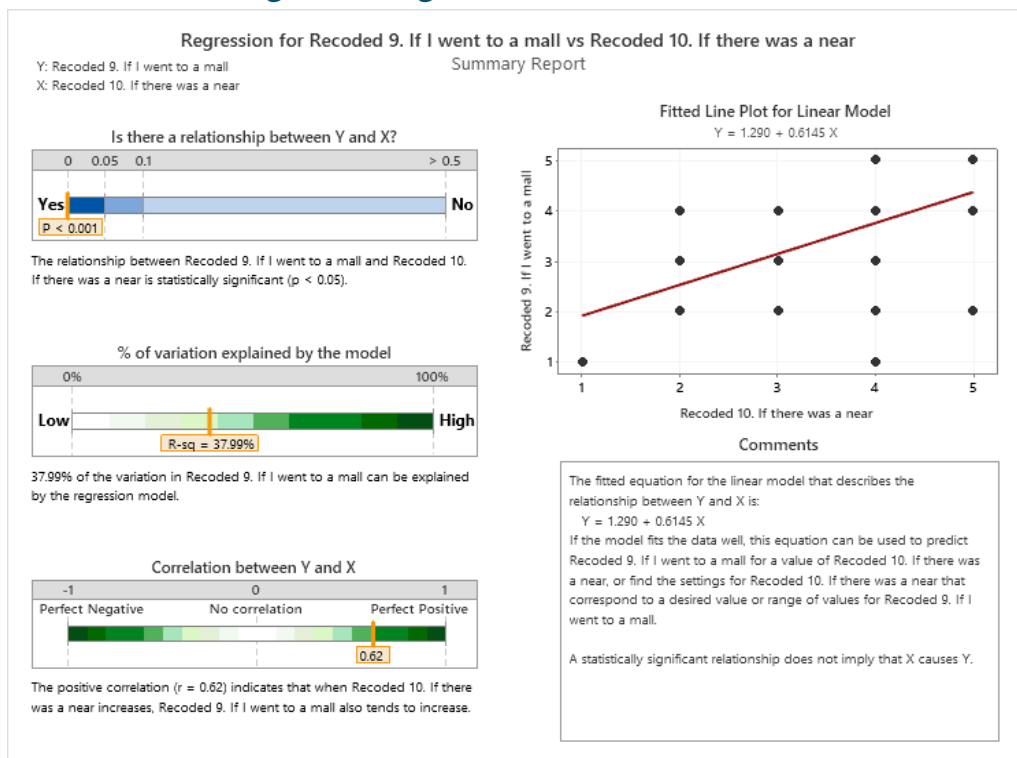 Regression for Recoded 9. If I went to a mall vs Recoded 10. If there was a near
Summary Report
Y: Recoded 9. If I went to a mall
X: Recoded 10. If there was a near
Is there a relationship between Y and X?
0 0.05 0.1 > 0.5
Yes No
P < 0.001
The relationship between Recoded 9. If I went to a mall and Recoded 10.
If there was a near is statistically significant (p < 0.05).
% of variation explained by the model
0% 100%
Low High
R-sq = 37.99%
37.99% of the variation in Recoded 9. If I went to a mall can be explained
by the regression model.
Correlation between Y and X
-1 0 1
Perfect Negative No correlation Perfect Positive
0.62
The positive correlation (r = 0.62) indicates that when Recoded 10. If there
was a near increases, Recoded 9. If I went to a mall also tends to increase.
Fitted Line Plot for Linear Model
Y = 1.290 + 0.6145 X
Recoded 9. If I went to a mall
5
4
3
2
1
1 2 3 4 5
Recoded 10. If there was a near
Comments
The fitted equation for the linear model that describes the
relationship between Y and X is:
Y = 1.290 + 0.6145 X
If the model fits the data well, this equation can be used to predict
Recoded 9. If I went to a mall for a value of Recoded 10. If there was
a near, or find the settings for Recoded 10. If there was a near that
correspond to a desired value or range of values for Recoded 9. If I
went to a mall.
A statistically significant relationship does not imply that X causes Y.